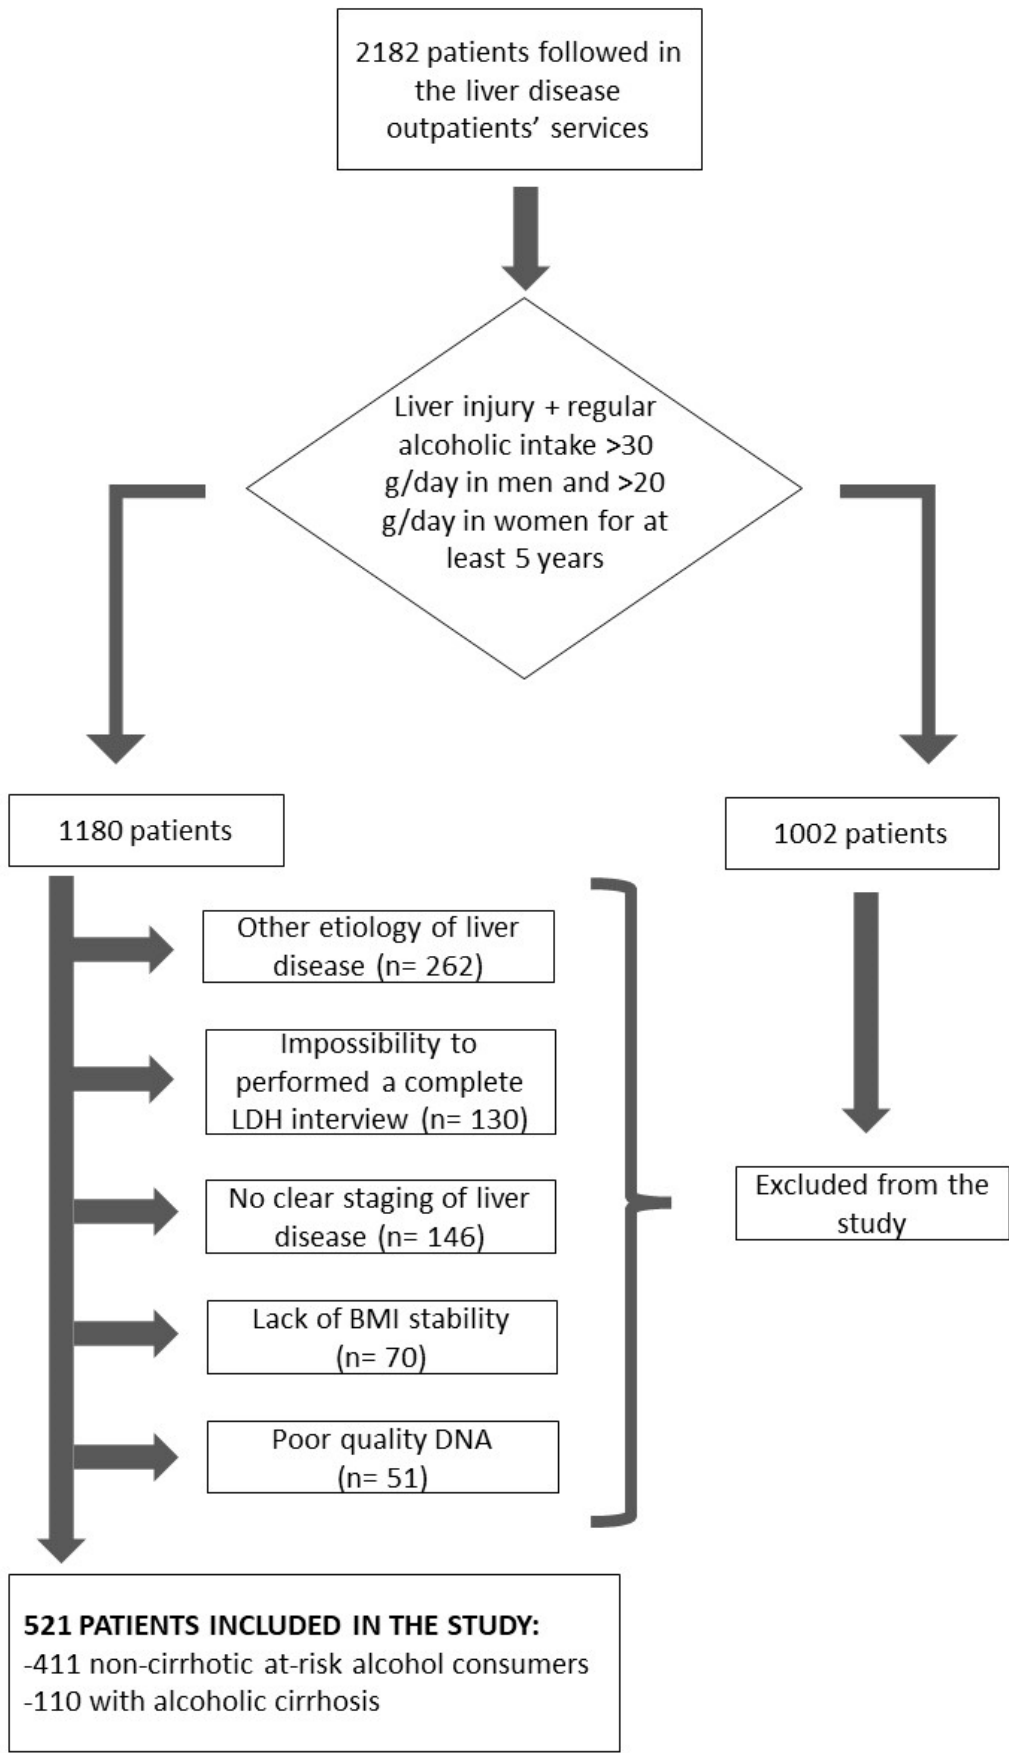 2182 patients followed in
the liver disease
outpatients’ services
Liver injury + regular
alcoholic intake >30
g/day in men and >20
g/day in women for at
least 5 years
1180 patients
1002 patients
Other etiology of liver
disease (n= 262)
Impossibility to
performed a complete
LDH interview (n= 130)
No clear staging of liver
disease (n= 146)
Excluded from the
study
Lack of BMI stability
(n= 70)
Poor quality DNA
(n= 51)
521 PATIENTS INCLUDED IN THE STUDY:
-411 non-cirrhotic at-risk alcohol consumers
-110 with alcoholic cirrhosis